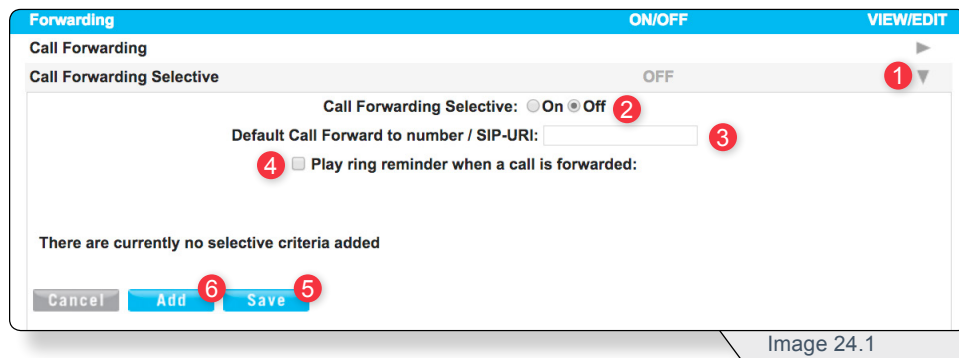 Forwarding ON/OFF VIEW/EDIT
Call Forwarding
Call Forwarding Selective OFF 1
Call Forwarding Selective: On Off 2
Default Call Forward to number / SIP-URI: 3
4 Play ring reminder when a call is forwarded:
There are currently no selective criteria added
Cancel Add 6 Save 5
Image 24.1